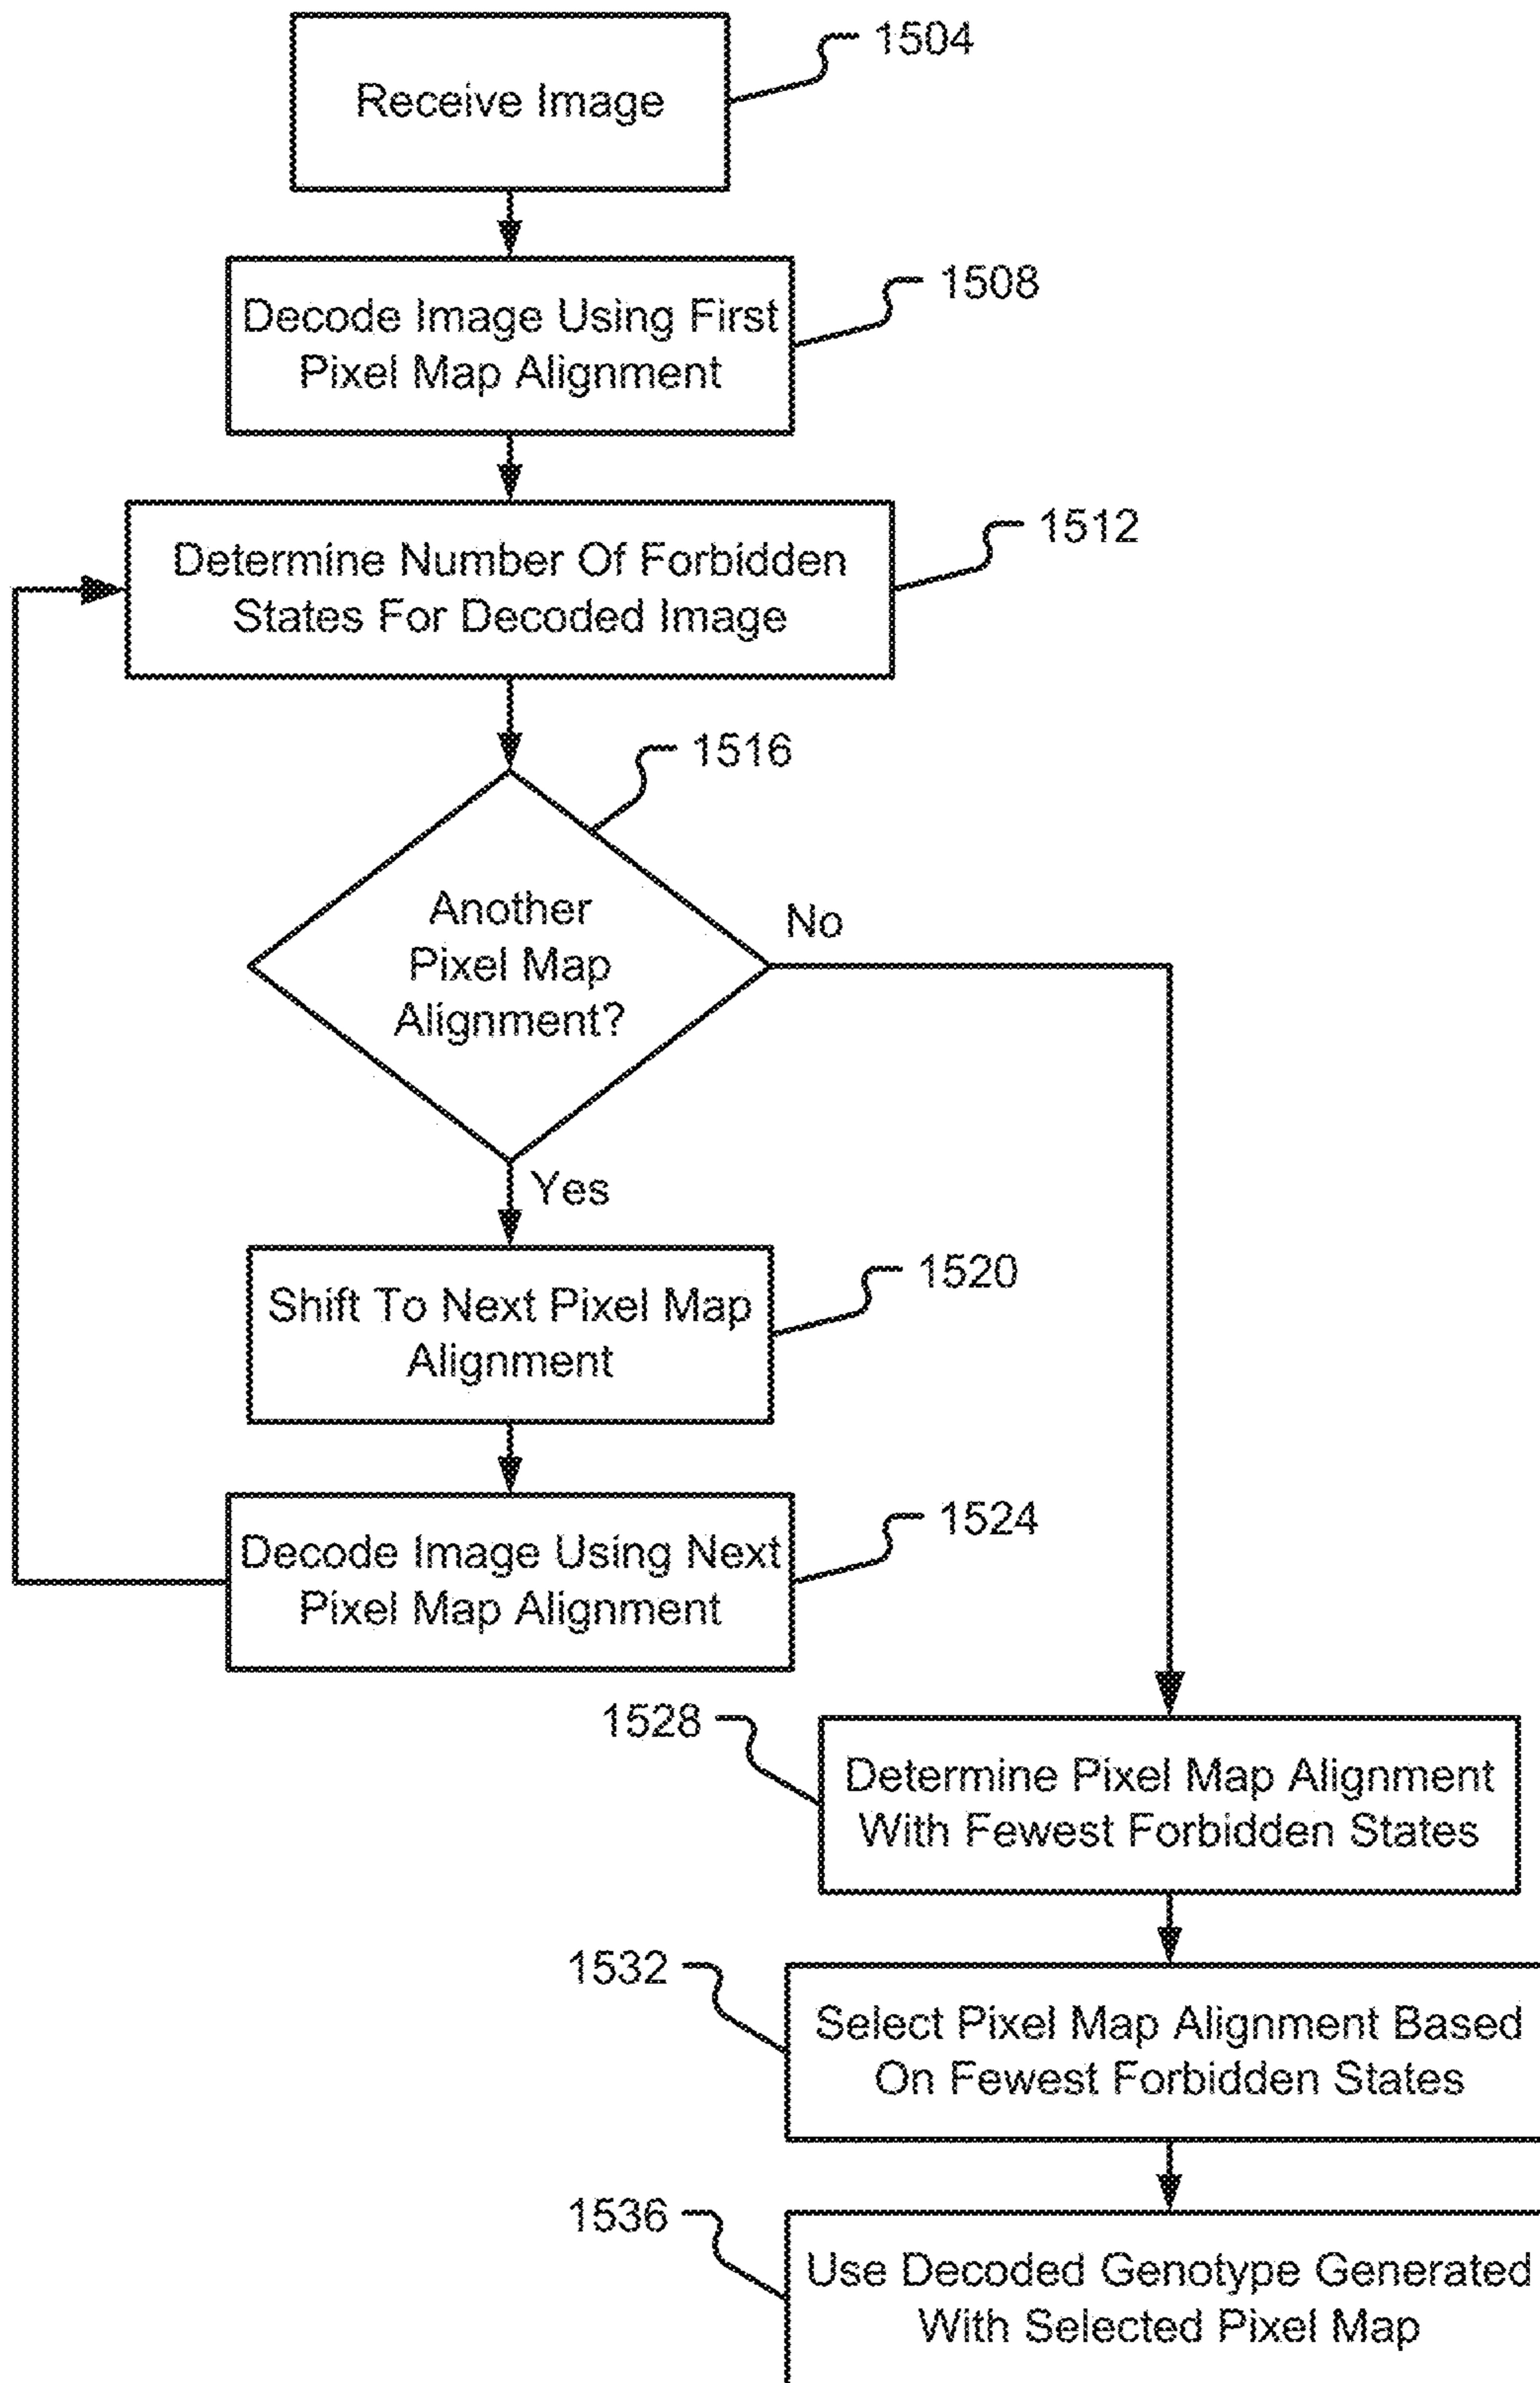 1504
Receive Image
1508
Decode Image Using First
Pixel Map Alignment
1512
Determine Number Of Forbidden
States For Decoded Image
1516
Another
Pixel Map
Alignment?
No
Yes
1520
Shift To Next Pixel Map
Alignment
1524
Decode Image Using Next
Pixel Map Alignment
1528
Determine Pixel Map Alignment
With Fewest Forbidden States
1532
Select Pixel Map Alignment Based
On Fewest Forbidden States
1536
Use Decoded Genotype Generated
With Selected Pixel Map